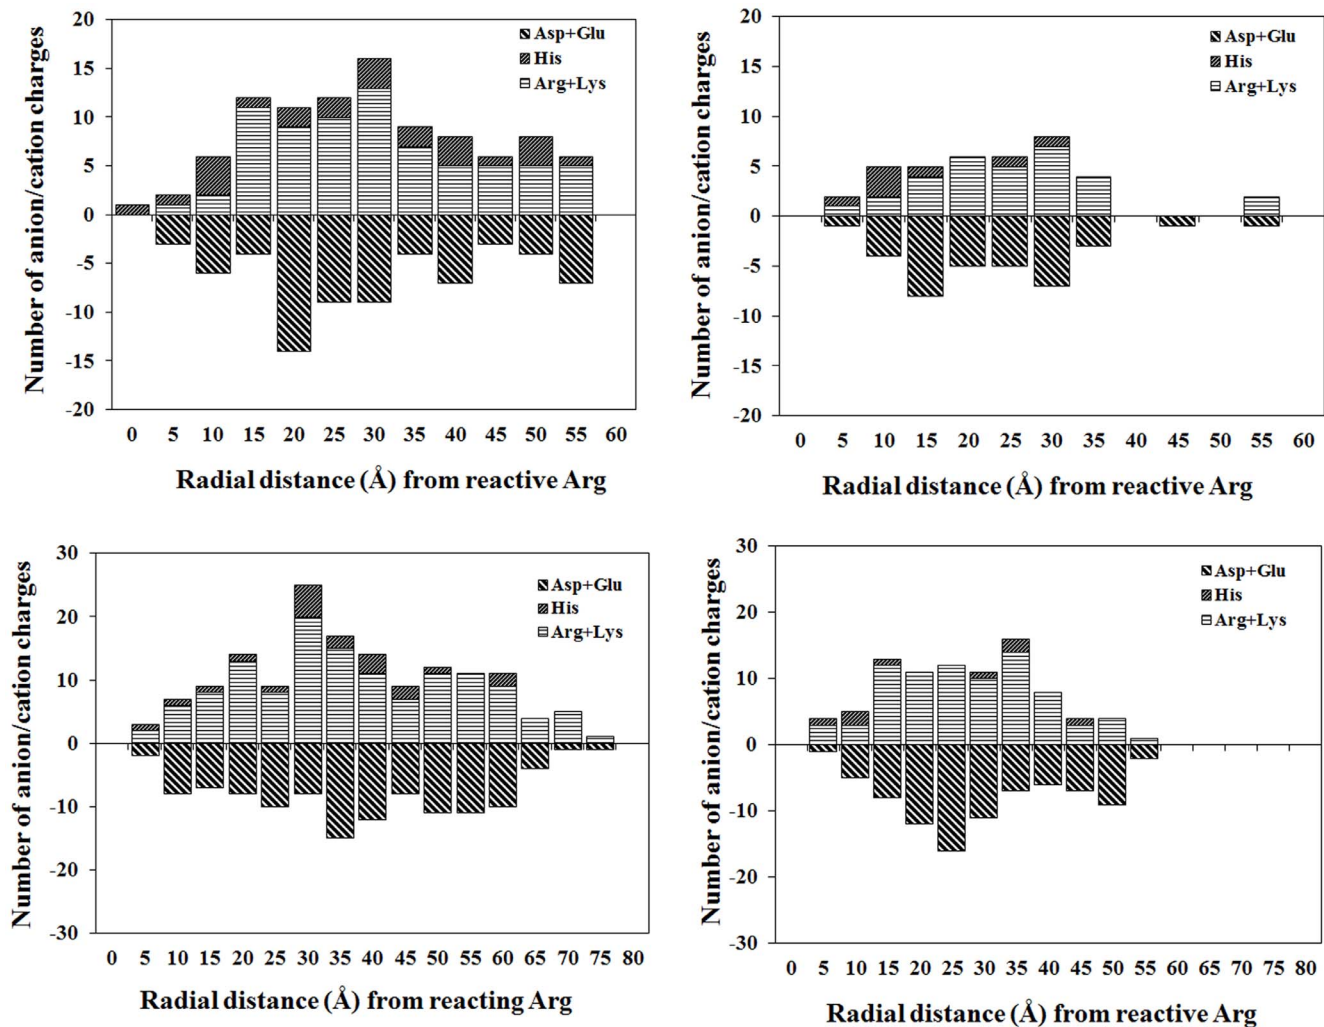 Number of anion/cation charges
20
15
10
5
0
-5
-10
-15
-20
Asp+Glu
His
Arg+Lys
0 5 10 15 20 25 30 35 40 45 50 55 60
Radial distance (Å) from reactive Arg
Number of anion/cation charges
20
15
10
5
0
-5
-10
-15
-20
Asp+Glu
His
Arg+Lys
0 5 10 15 20 25 30 35 40 45 50 55 60
Radial distance (Å) from reactive Arg
Number of anion/cation charges
30
20
10
0
-10
-20
-30
Asp+Glu
His
Arg+Lys
0 5 10 15 20 25 30 35 40 45 50 55 60 65 70 75 80
Radial distance (Å) from reacting Arg
Number of anion/cation charges
30
20
10
0
-10
-20
-30
Asp+Glu
His
Arg+Lys
0 5 10 15 20 25 30 35 40 45 50 55 60 65 70 75 80
Radial distance (Å) from reactive Arg